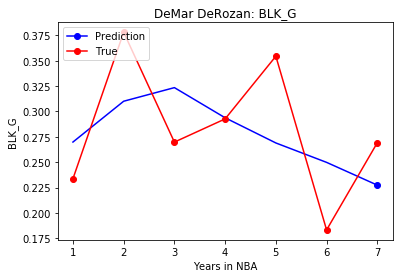 DeMar DeRozan: BLK_G
Prediction
True
0.375
0.350
0.325
0.300
0.275
0.250
0.225
0.200
0.175
BLK_G
1 2 3 4 5 6 7
Years in NBA